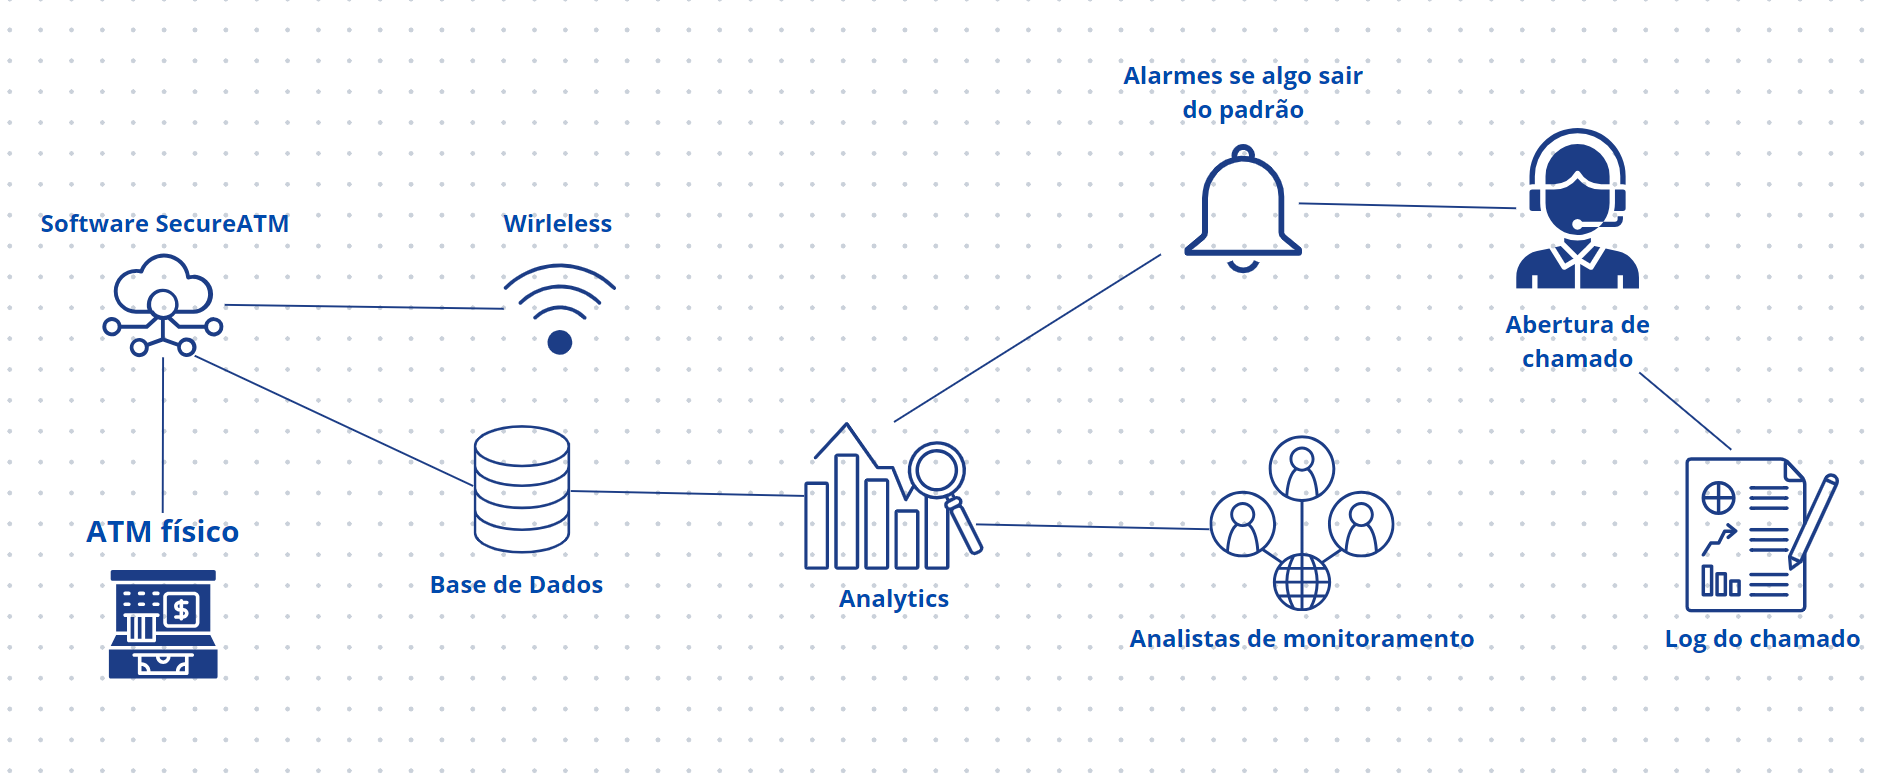 Alarmes se algo sair
do padrão
Software SecureATM
Wirleless
Abertura de
chamado
ATM físico
$
Base de Dados
Analytics
Analistas de monitoramento
Log do chamado